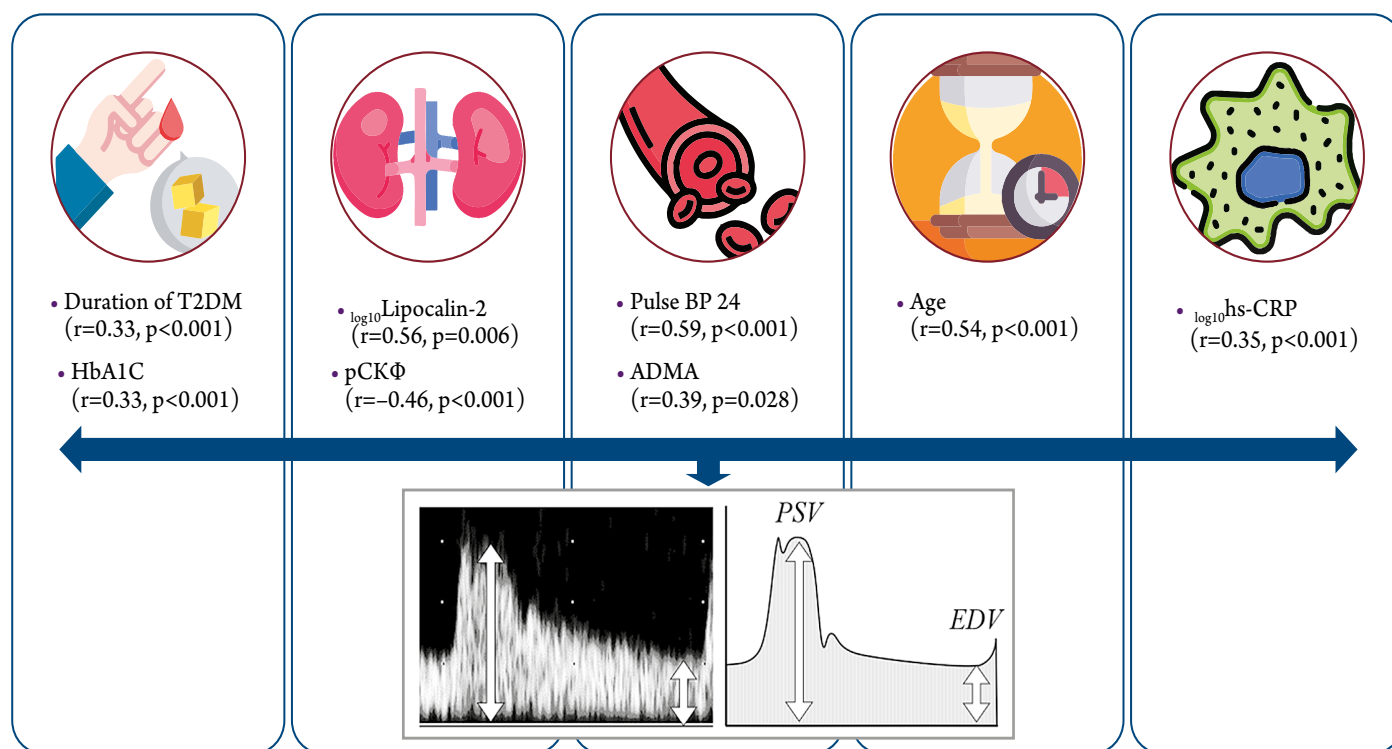 • Duration of T2DM
(r=0.33, p<0.001)
• HbA1C
(r=0.33, p<0.001)
• log10Lipocalin-2
(r=0.56, p=0.006)
• pCKФ
(r=–0.46, p<0.001)
• Pulse BP 24
(r=0.59, p<0.001)
• ADMA
(r=0.39, p=0.028)
• Age
(r=0.54, p<0.001)
• log10hs-CRP
(r=0.35, p<0.001)
PSV
EDV